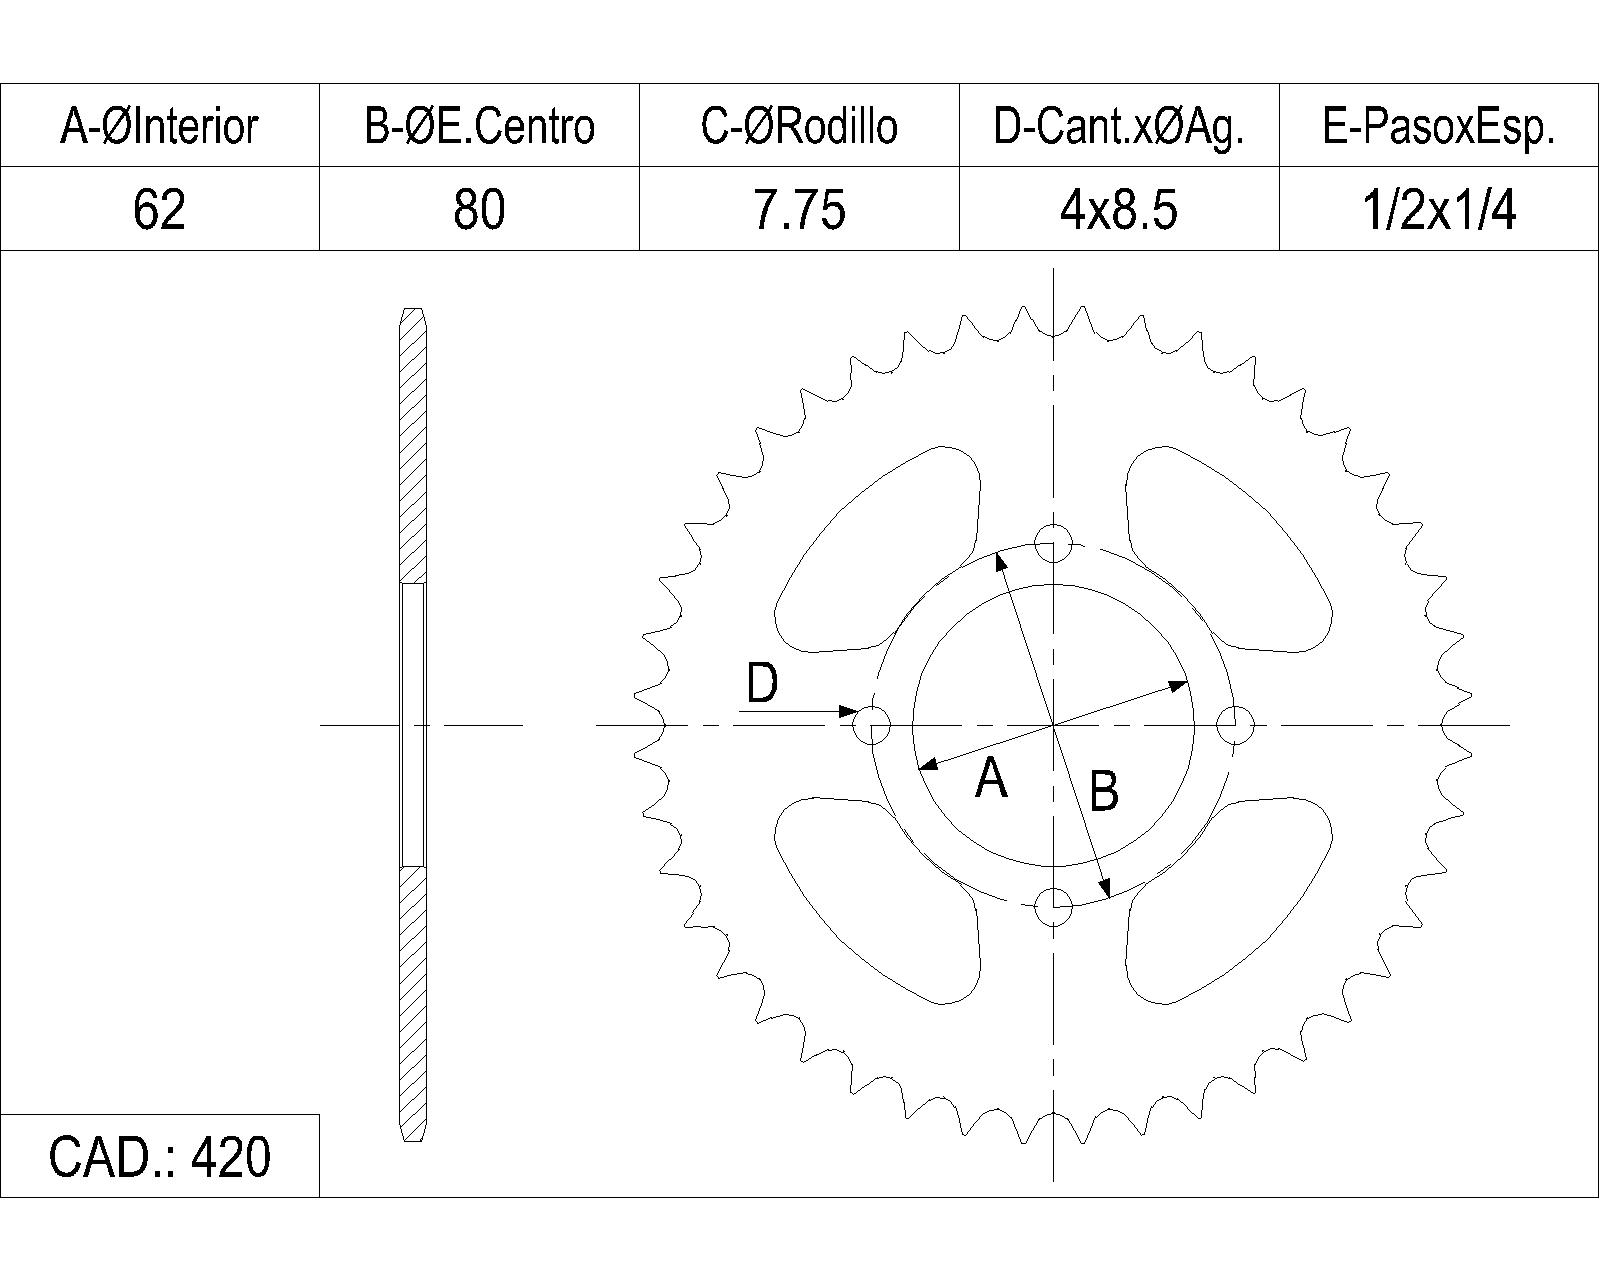 A-ØInterior B-ØE.Centro C-ØRodillo D-Cant.xØAg. E-PasoxEsp.
62 80 7.75 4x8.5 1/2x1/4
D
A
B
CAD.: 420